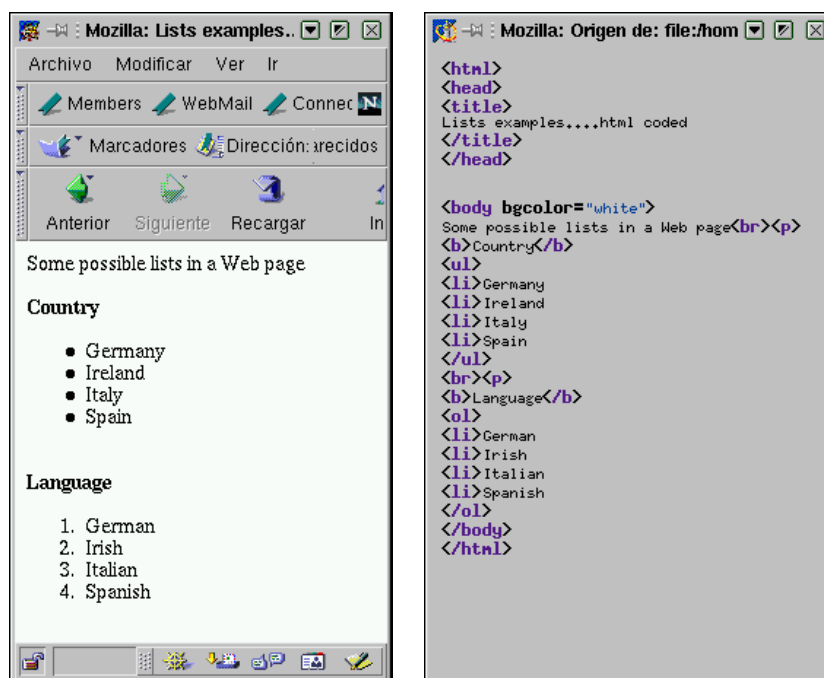 Mozilla: Lists examples..
Archivo Modificar Ver Ir
Members WebMail Connec N
Marcadores Dirección: arecidos
Anterior Siguiente Recargar In
Some possible lists in a Web page
Country
● Germany
● Ireland
● Italy
● Spain
Language
1. German
2. Irish
3. Italian
4. Spanish
Mozilla: Origen de: file:/hom
<html>
<head>
<title>
Lists examples....html coded
</title>
</head>
<body bgcolor="white">
Some possible lists in a Web page<br><p>
<b>Country</b>
<ul>
<li>Germany
<li>Ireland
<li>Italy
<li>Spain
</ul>
<br><p>
<b>Language</b>
<ol>
<li>German
<li>Irish
<li>Italian
<li>Spanish
</ol>
</body>
</html>